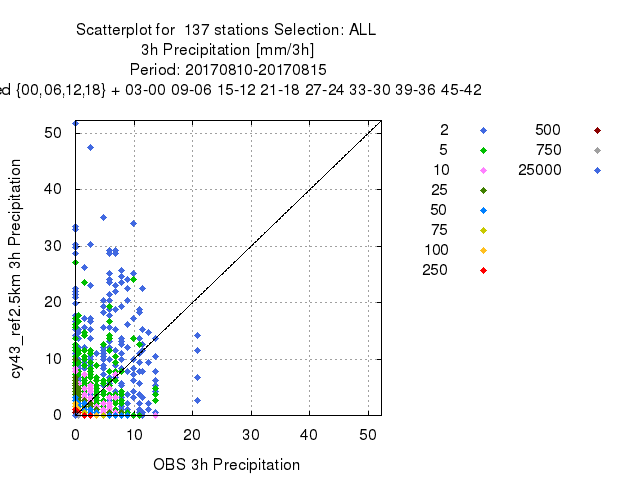 Scatterplot for 137 stations Selection: ALL
3h Precipitation [mm/3h]
Period: 20170810-20170815
{00,06,12,18} + 03-00 09-06 15-12 21-18 27-24 33-30 39-36 45-42
cy43_ref2.5km 3h Precipitation
50
40
30
20
10
0
0 10 20 30 40 50
OBS 3h Precipitation
2
5
10
25
50
75
100
250
500
750
25000